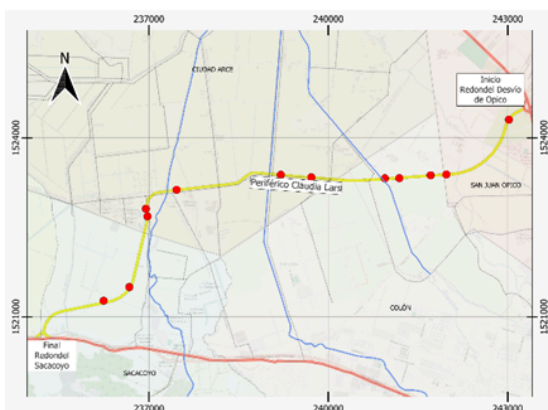 237000
240000
243000
N
CIUDAD ARCE
Inicio
Redondel Desvio
de Opico
1524000
1524000
Periférico Claudia Lars
SAN JUAN OPICO
1521000
1521000
COLÓN
Final
Redondel
Sacacoyo
SACACOYO
237000
240000
243000